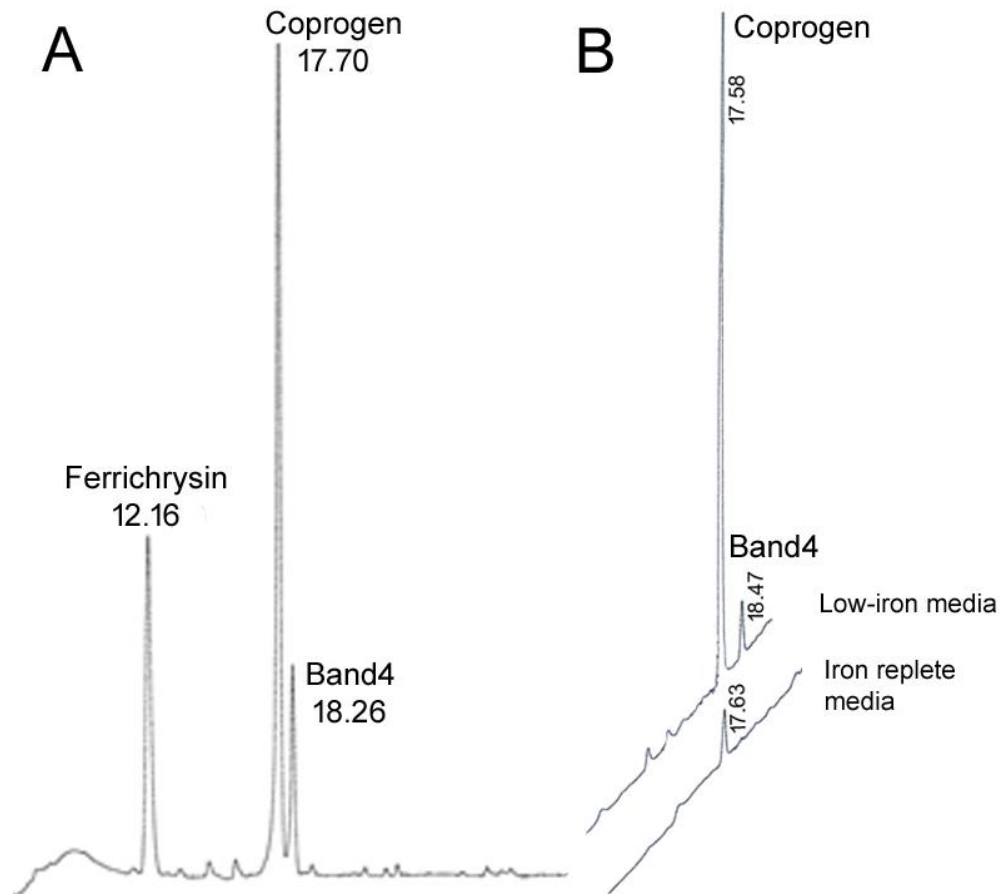 A
Coprogen
17.70
Ferrichrysin
12.16
Band4
18.26
B
Coprogen
17.58
Band4
18.47
Low-iron media
17.63
Iron replete
media